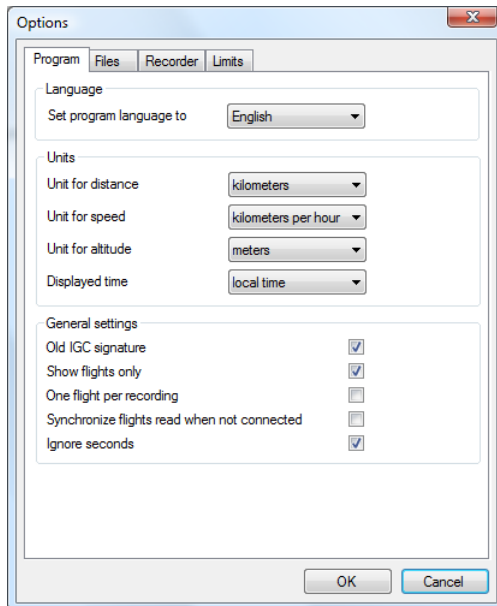 Options
Program Files Recorder Limits
Language
Set program language to English
Units
Unit for distance kilometers
Unit for speed kilometers per hour
Unit for altitude meters
Displayed time local time
General settings
Old IGC signature
Show flights only
One flight per recording
Synchronize flights read when not connected
Ignore seconds
OK Cancel